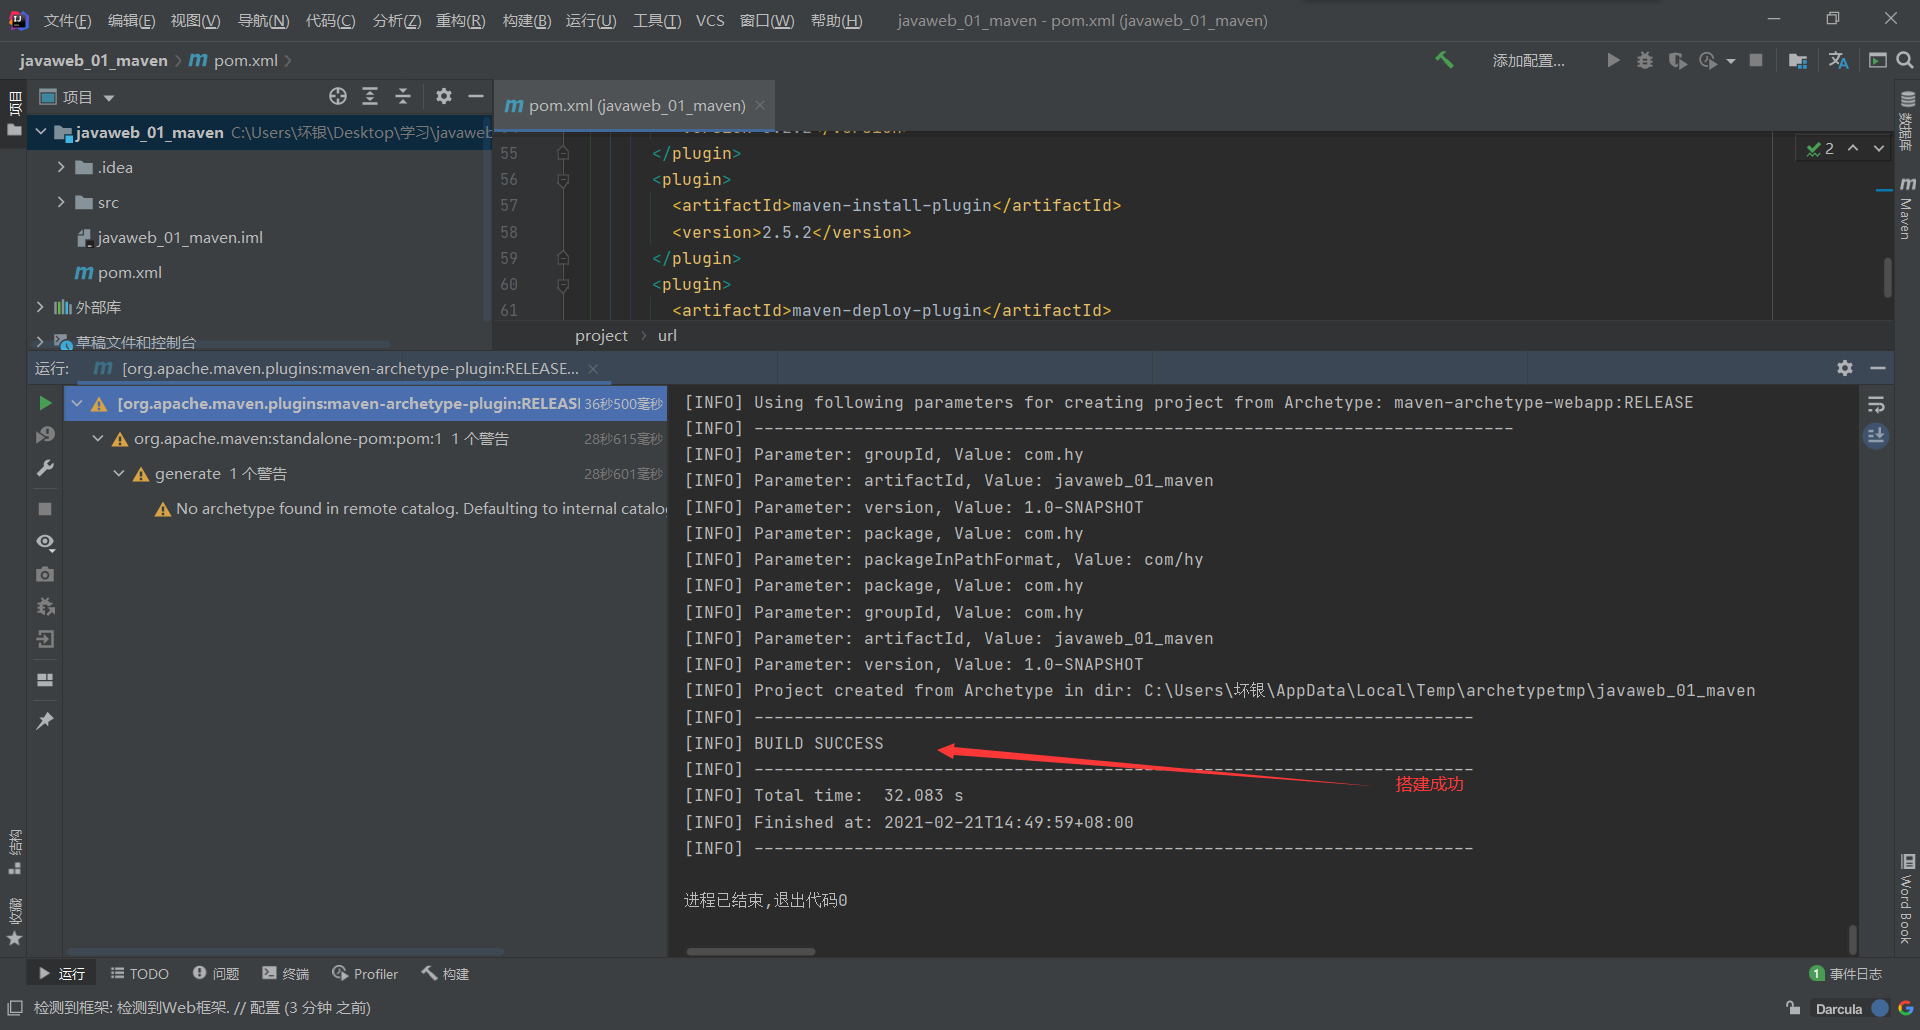 文件(F) 编辑(E) 视图(V) 导航(N) 代码(C) 分析(Z) 重构(R) 构建(B) 运行(U) 工具(T) VCS 窗口(W) 帮助(H) javaweb_01_maven - pom.xml (javaweb_01_maven)
javaweb_01_maven m pom.xml
添加配置...
项目
项目
m pom.xml (javaweb_01_maven)
javaweb_01_maven C:\Users\坏银\Desktop\学习\javaweb
.idea
src
javaweb_01_maven.iml
m pom.xml
外部库
草稿文件和控制台
55 </plugin>
56 <plugin>
57 <artifactId>maven-install-plugin</artifactId>
58 <version>2.5.2</version>
59 </plugin>
60 <plugin>
61 <artifactId>maven-deploy-plugin</artifactId>
2
project url
数据库
m Maven
运行: m [org.apache.maven.plugins:maven-archetype-plugin:RELEASE...
[org.apache.maven.plugins:maven-archetype-plugin:RELEAS 36秒500毫秒
org.apache.maven:standalone-pom:pom:1 1 个警告 28秒615毫秒
generate 1 个警告 28秒601毫秒
No archetype found in remote catalog. Defaulting to internal catalo
[INFO] Using following parameters for creating project from Archetype: maven-archetype-webapp:RELEASE
[INFO] ----------------------------------------------------------------------------
[INFO] Parameter: groupId, Value: com.hy
[INFO] Parameter: artifactId, Value: javaweb_01_maven
[INFO] Parameter: version, Value: 1.0-SNAPSHOT
[INFO] Parameter: package, Value: com.hy
[INFO] Parameter: packageInPathFormat, Value: com/hy
[INFO] Parameter: package, Value: com.hy
[INFO] Parameter: groupId, Value: com.hy
[INFO] Parameter: artifactId, Value: javaweb_01_maven
[INFO] Parameter: version, Value: 1.0-SNAPSHOT
[INFO] Project created from Archetype in dir: C:\Users\坏银\AppData\Local\Temp\archetypetmp\javaweb_01_maven
[INFO] ------------------------------------------------------------------------
[INFO] BUILD SUCCESS
[INFO] ------------------------------------------------------------------------
搭建成功
[INFO] Total time:  32.083 s
[INFO] Finished at: 2021-02-21T14:49:59+08:00
[INFO] ------------------------------------------------------------------------
进程已结束,退出代码0
结构
收藏
Word Book
运行 TODO 问题 终端 Profiler 构建
1 事件日志
检测到框架: 检测到Web框架. // 配置 (3 分钟 之前)
Darcula